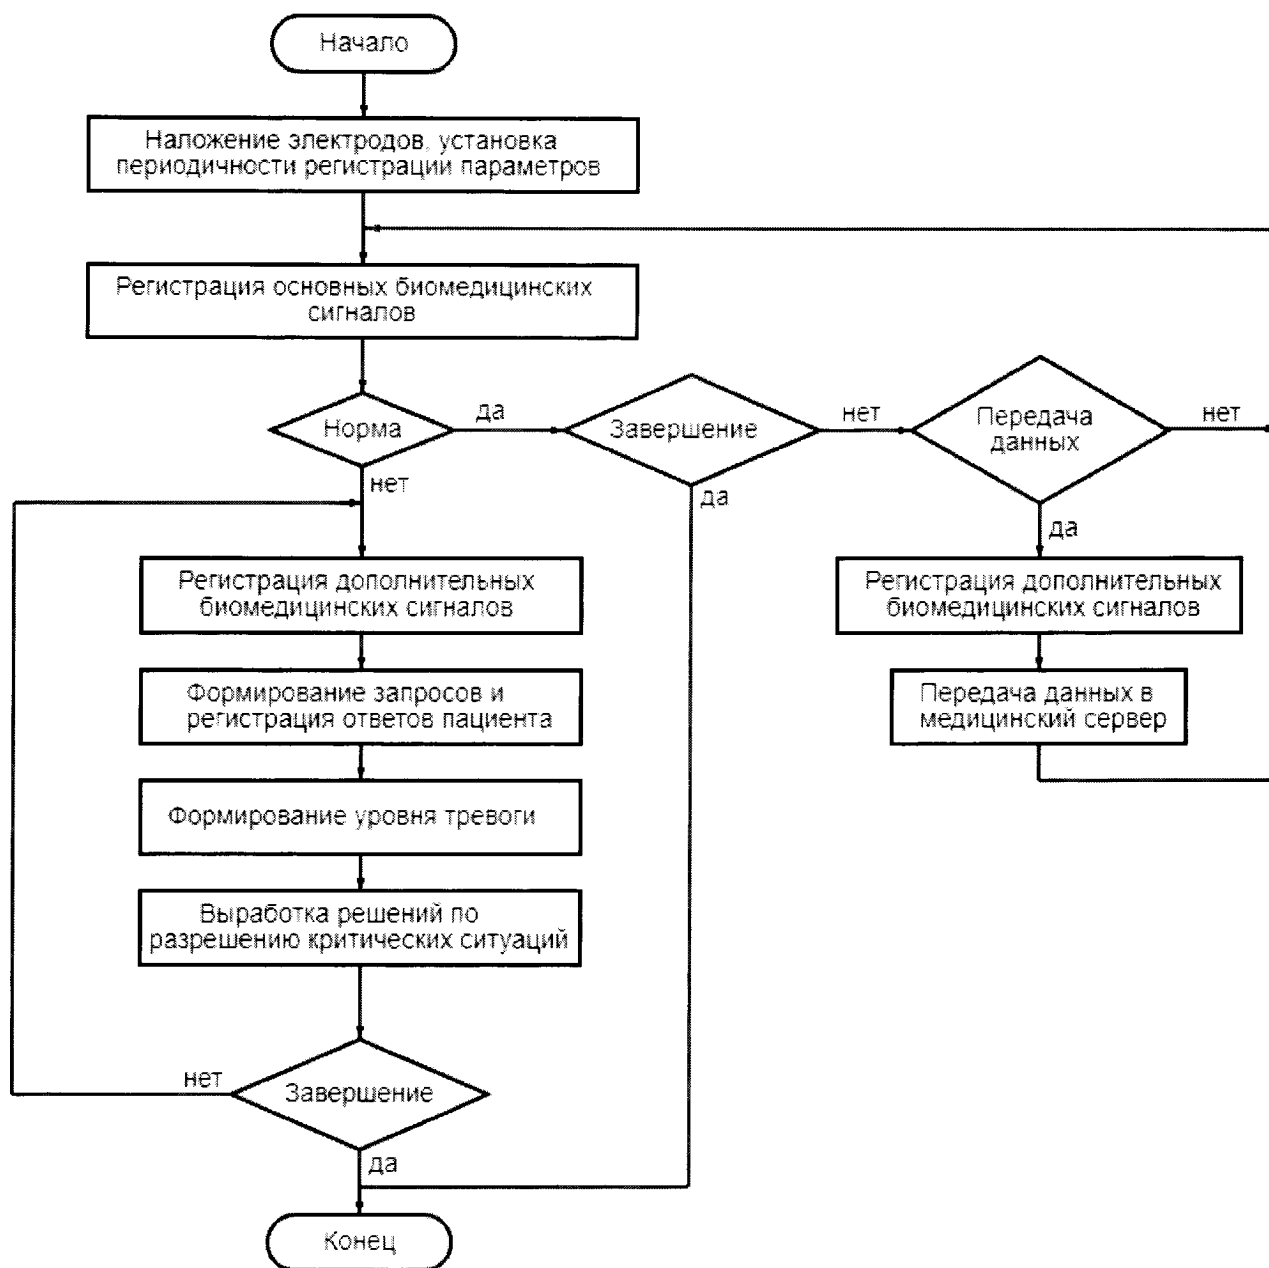 Начало
Наложение электродов, установка
периодичности регистрации параметров
Регистрация основных биомедицинских
сигналов
Норма
да
Завершение
нет
Передача
данных
нет
нет
да
да
Регистрация дополнительных
биомедицинских сигналов
Регистрация дополнительных
биомедицинских сигналов
Формирование запросов и
регистрация ответов пациента
Передача данных в
медицинский сервер
Формирование уровня тревоги
Выработка решений по
разрешению критических ситуаций
нет
Завершение
да
Конец